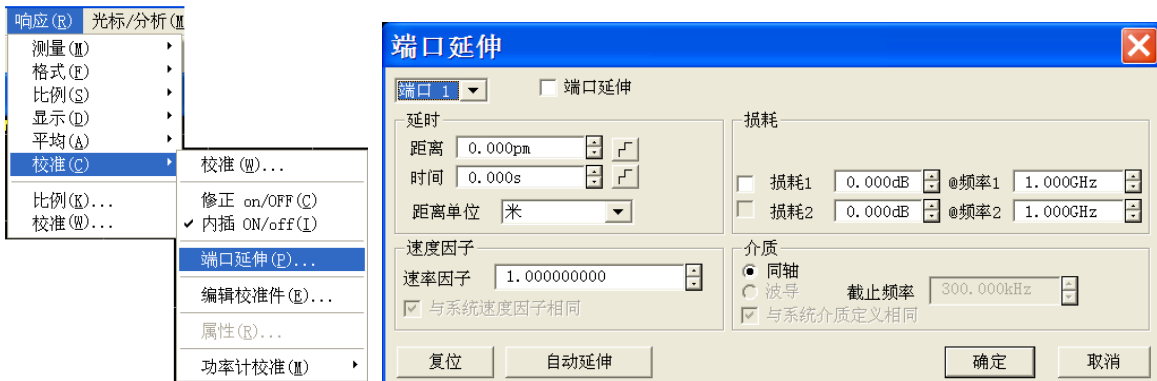 响应(R) 光标/分析(M
测量(M)
格式(F)
比例(S)
显示(D)
平均(A)
校准(C)
比例(K)...
校准(W)...
校准(W)...
修正 on/OFF(C)
✓ 内插 ON/off(I)
端口延伸(P)...
编辑校准件(E)...
属性(R)...
功率计校准(M)
端口延伸
端口 1 端口延伸
延时
距离 0.000pm
时间 0.000s
距离单位 米
损耗
损耗1 0.000dB @频率1 1.000GHz
损耗2 0.000dB @频率2 1.000GHz
速度因子
速率因子 1.000000000
与系统速度因子相同
介质
同轴
波导 截止频率 300.000kHz
与系统介质定义相同
复位 自动延伸 确定 取消